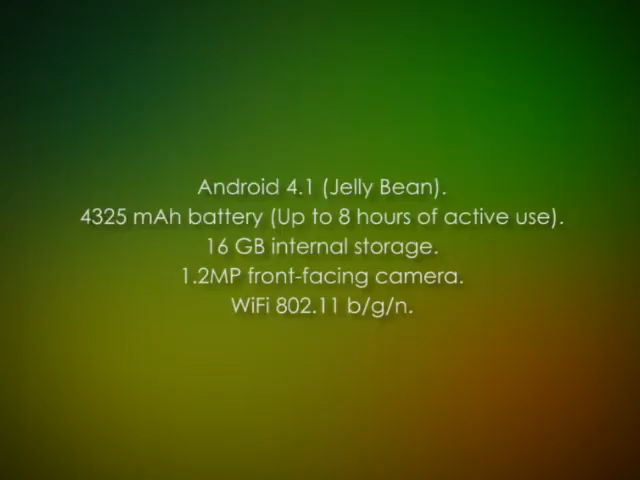 Android 4.1 (Jelly Bean).
4325 mAh battery (Up to 8 hours of active use).
16 GB internal storage.
1.2MP front-facing camera.
WiFi 802.11 b/g/n.